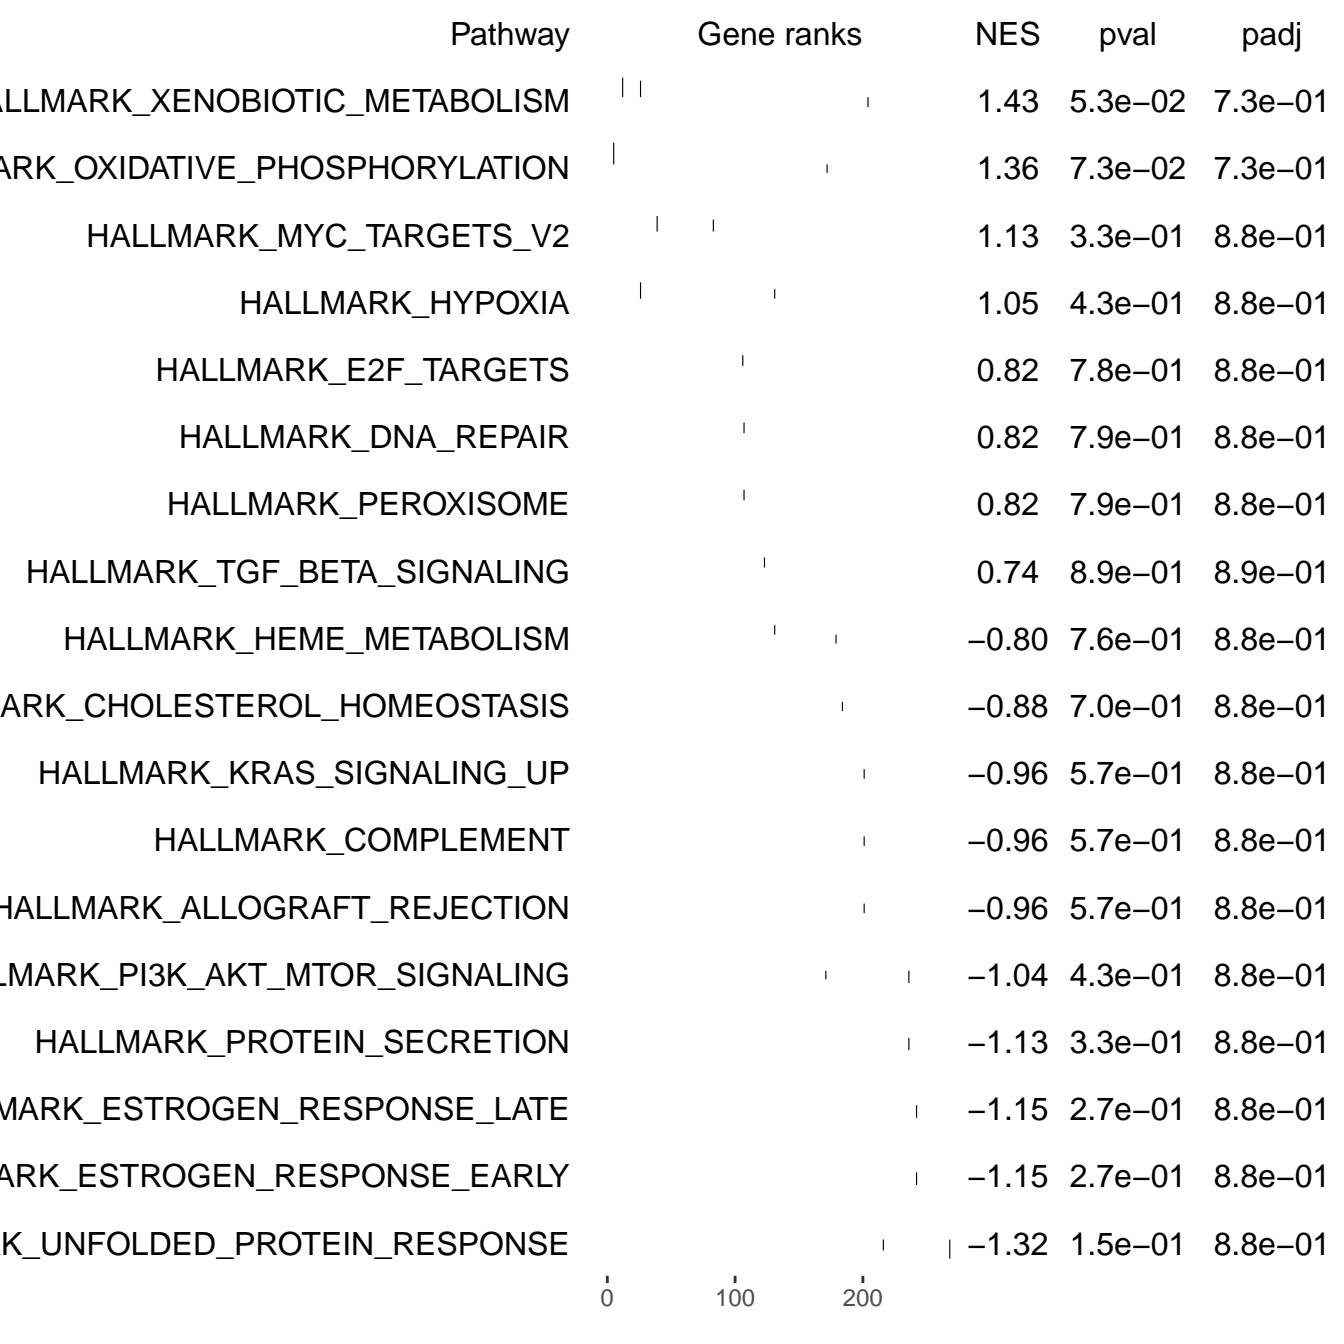 Pathway Gene ranks NES pval padj
ALLMARK_XENOBIOTIC_METABOLISM 1.43 5.3e−02 7.3e−01
ARK_OXIDATIVE_PHOSPHORYLATION 1.36 7.3e−02 7.3e−01
HALLMARK_MYC_TARGETS_V2 1.13 3.3e−01 8.8e−01
HALLMARK_HYPOXIA 1.05 4.3e−01 8.8e−01
HALLMARK_E2F_TARGETS 0.82 7.8e−01 8.8e−01
HALLMARK_DNA_REPAIR 0.82 7.9e−01 8.8e−01
HALLMARK_PEROXISOME 0.82 7.9e−01 8.8e−01
HALLMARK_TGF_BETA_SIGNALING 0.74 8.9e−01 8.9e−01
HALLMARK_HEME_METABOLISM −0.80 7.6e−01 8.8e−01
ARK_CHOLESTEROL_HOMEOSTASIS −0.88 7.0e−01 8.8e−01
HALLMARK_KRAS_SIGNALING_UP −0.96 5.7e−01 8.8e−01
HALLMARK_COMPLEMENT −0.96 5.7e−01 8.8e−01
HALLMARK_ALLOGRAFT_REJECTION −0.96 5.7e−01 8.8e−01
LMARK_PI3K_AKT_MTOR_SIGNALING −1.04 4.3e−01 8.8e−01
HALLMARK_PROTEIN_SECRETION −1.13 3.3e−01 8.8e−01
MARK_ESTROGEN_RESPONSE_LATE −1.15 2.7e−01 8.8e−01
ARK_ESTROGEN_RESPONSE_EARLY −1.15 2.7e−01 8.8e−01
K_UNFOLDED_PROTEIN_RESPONSE −1.32 1.5e−01 8.8e−01
0 100 200